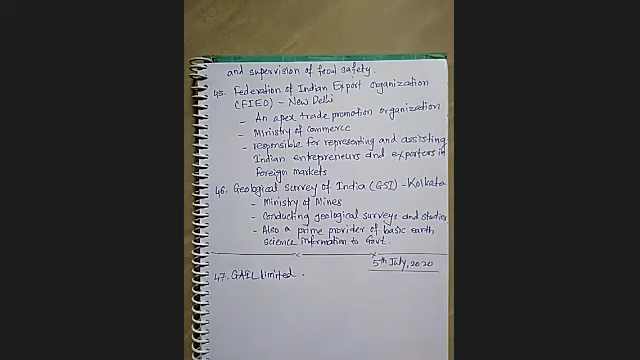 and supervision of food safety.
45. Federation of Indian Export Organization
(FIEO) - New Delhi
- An apex trade promotion organization
- Ministry of commerce
- responsible for representing and assisting
Indian entrepreneurs and exporters in
Foreign markets
46. Geological Survey of India (GSI) - Kolkata
- Ministry of Mines
- Conducting geological surveys and studies
- Also a prime provider of basic earth
science information to Govt.
5th July, 2020
47. GAIL Limited.